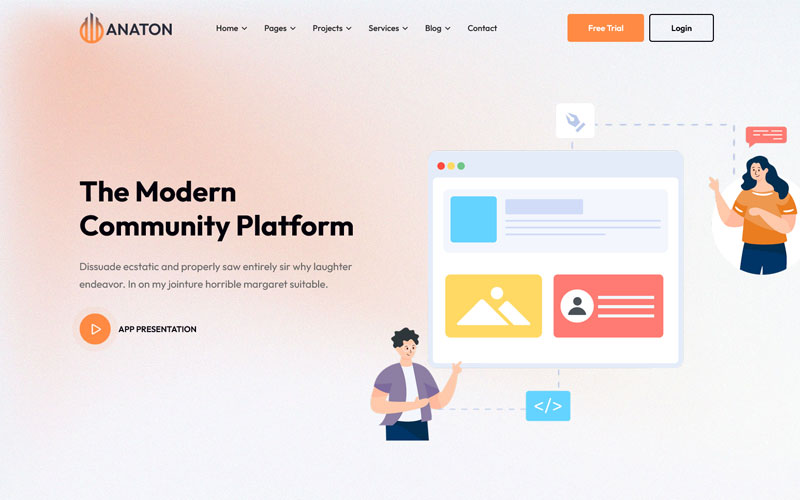 ANATON
Home Pages Projects Services Blog Contact
Free Trial
Login
The Modern
Community Platform
Dissuade ecstatic and properly saw entirely sir why laughter
endeavor. In on my jointure horrible margaret suitable.
APP PRESENTATION
</>